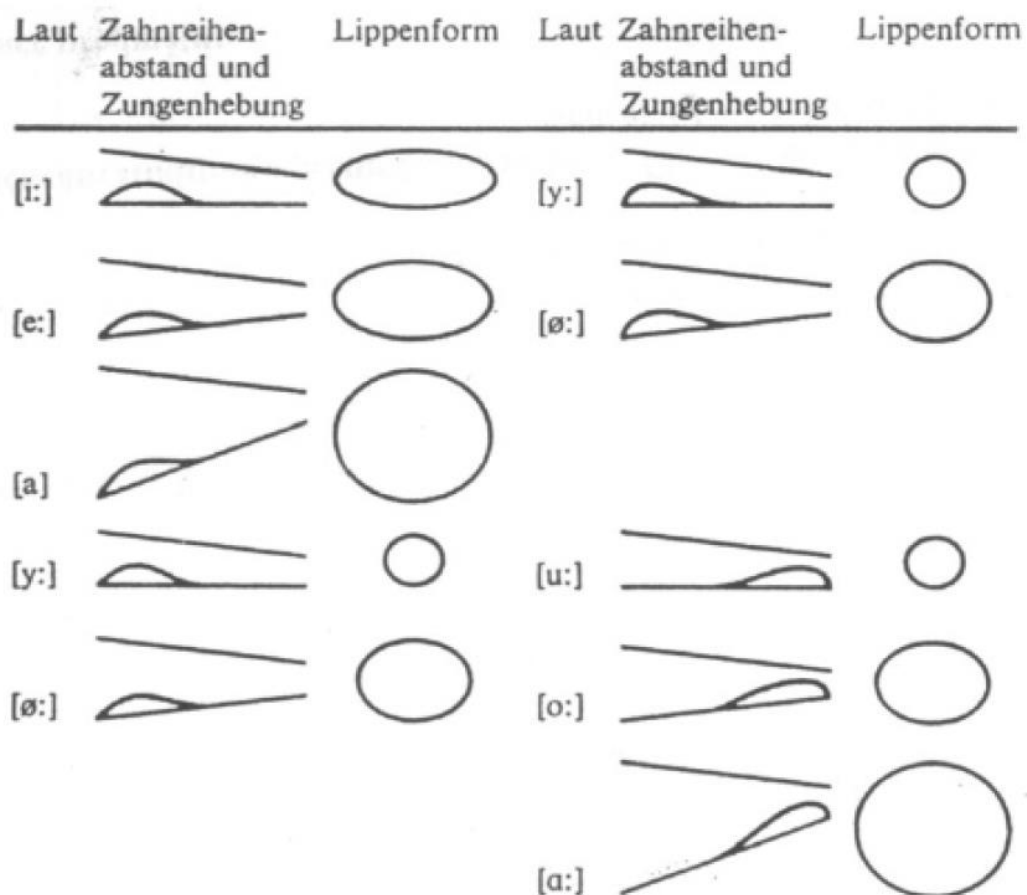 Laut Zahnreihen- Lippenform Laut Zahnreihen- Lippenform
abstand und abstand und
Zungenhebung Zungenhebung
[i:] [y:]
[e:] [ø:]
[a]
[y:] [u:]
[ø:] [o:]
[ɑ:]